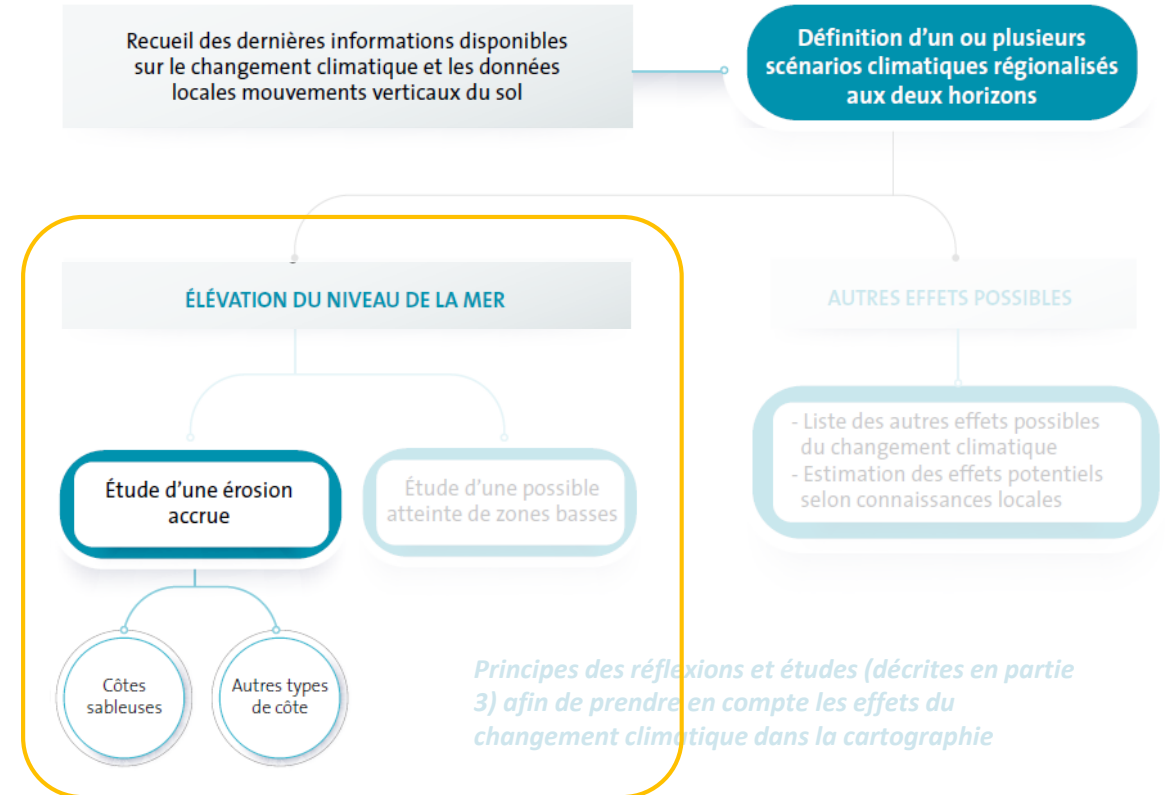 Recueil des dernières informations disponibles
sur le changement climatique et les données
locales mouvements verticaux du sol
Définition d’un ou plusieurs
scénarios climatiques régionalisés
aux deux horizons
ÉLÉVATION DU NIVEAU DE LA MER
AUTRES EFFETS POSSIBLES
Étude d’une érosion
accrue
Étude d’une possible
atteinte de zones basses
- Liste des autres effets possibles
du changement climatique
- Estimation des effets potentiels
selon connaissances locales
Côtes
sableuses
Autres types
de côte
Principes des réflexions et études (décrites en partie
3) afin de prendre en compte les effets du
changement climatique dans la cartographie